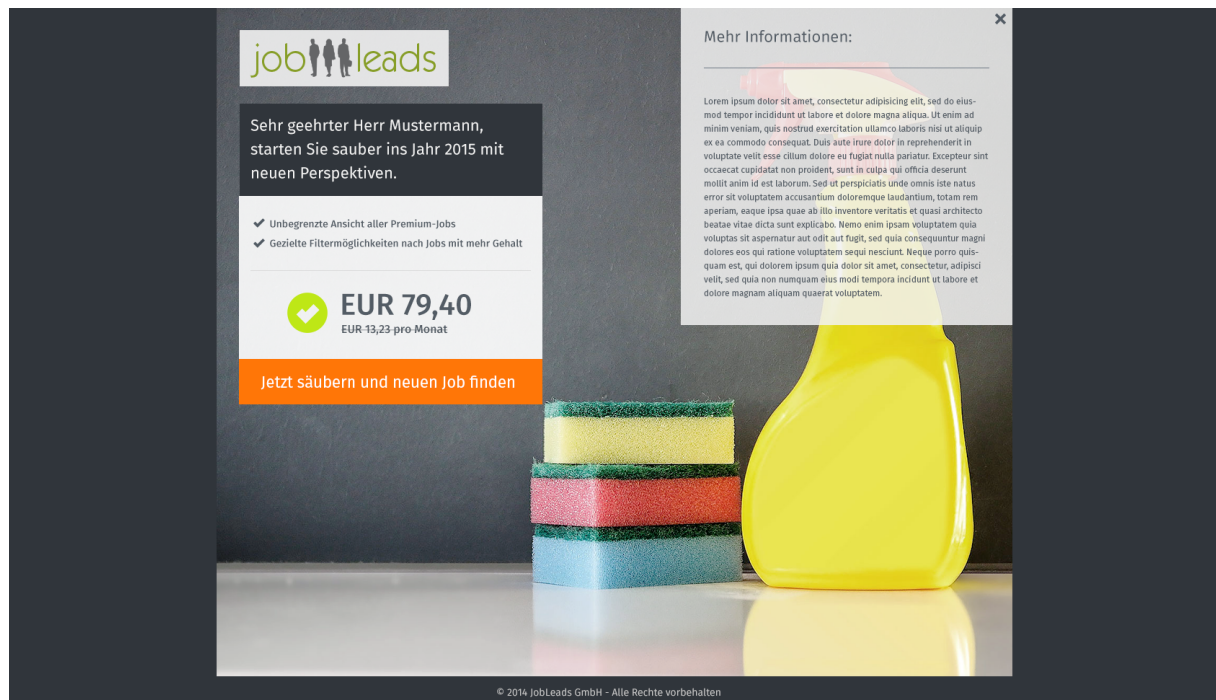 job leads
Sehr geehrter Herr Mustermann,
starten Sie sauber ins Jahr 2015 mit
neuen Perspektiven.
Unbegrenzte Ansicht aller Premium-Jobs
Gezielte Filtermöglichkeiten nach Jobs mit mehr Gehalt
EUR 79,40
EUR 13,23 pro Monat
Jetzt säubern und neuen Job finden
Mehr Informationen:
Lorem ipsum dolor sit amet, consectetur adipisicing elit, sed do eius-
mod tempor incididunt ut labore et dolore magna aliqua. Ut enim ad
minim veniam, quis nostrud exercitation ullamco laboris nisi ut aliquip
ex ea commodo consequat. Duis aute irure dolor in reprehenderit in
voluptate velit esse cillum dolore eu fugiat nulla pariatur. Excepteur sint
occaecat cupidatat non proident, sunt in culpa qui officia deserunt
mollit anim id est laborum. Sed ut perspiciatis unde omnis iste natus
error sit voluptatem accusantium doloremque laudantium, totam rem
aperiam, eaque ipsa quae ab illo inventore veritatis et quasi architecto
beatae vitae dicta sunt explicabo. Nemo enim ipsam voluptatem quia
voluptas sit aspernatur aut odit aut fugit, sed quia consequuntur magni
dolores eos qui ratione voluptatem sequi nesciunt. Neque porro quis-
quam est, qui dolorem ipsum quia dolor sit amet, consectetur, adipisci
velit, sed quia non numquam eius modi tempora incidunt ut labore et
dolore magnam aliquam quaerat voluptatem.
© 2014 JobLeads GmbH - Alle Rechte vorbehalten